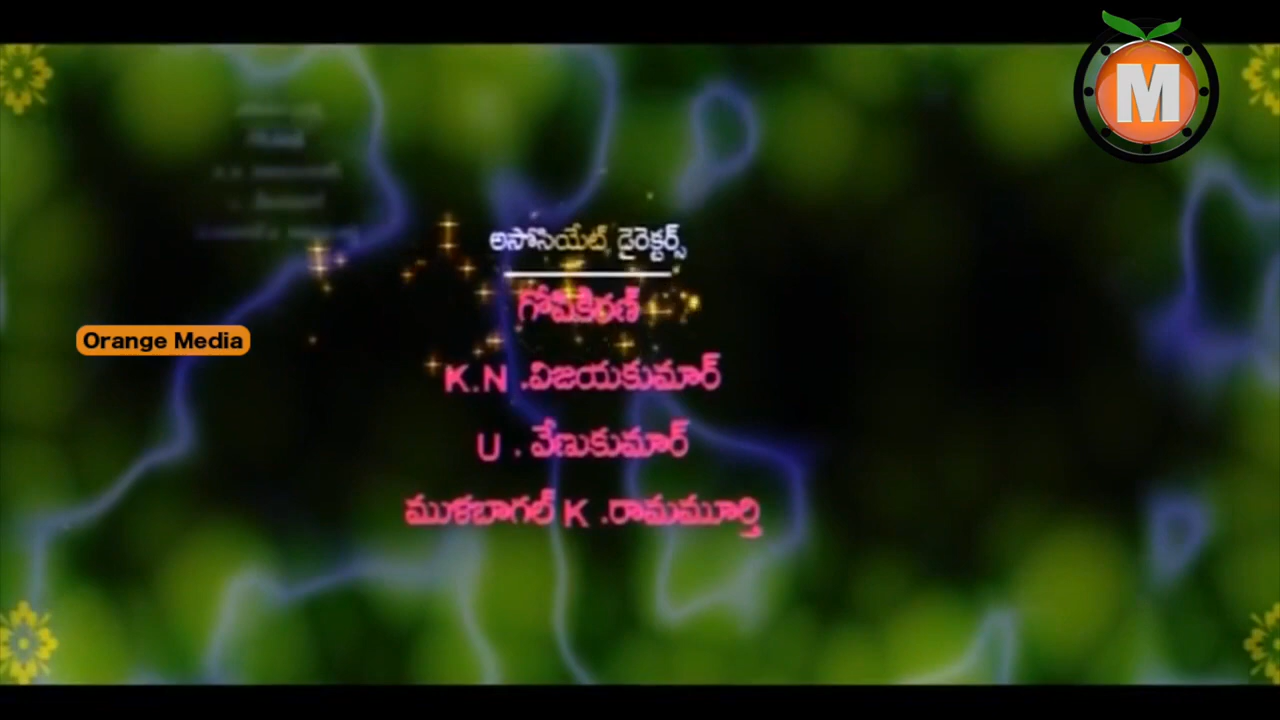 M
అసోసియేట్ డైరెక్టర్స్
గోపికిరణ్
Orange Media
K.N .విజయకుమార్
U . వేణుకుమార్
ముళబాగల్ K .రామమూర్తి